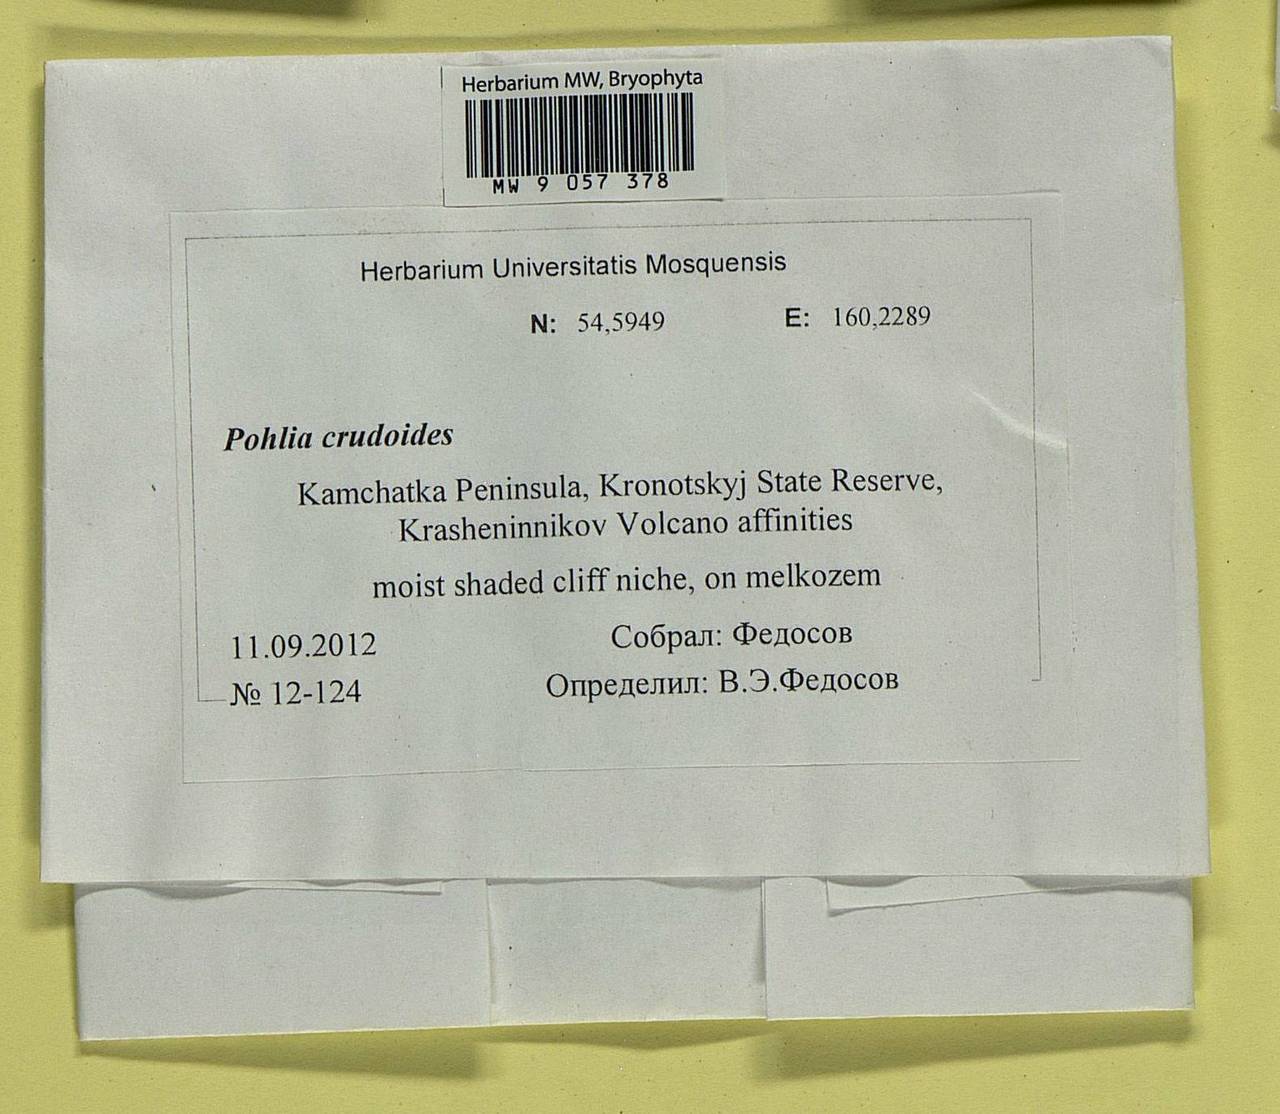 Herbarium MW, Bryophyta
MW 9 057 378
Herbarium Universitatis Mosquensis
N: 54,5949 E: 160,2289
Pohlia crudoides
Kamchatka Peninsula, Kronotskyj State Reserve,
Krasheninnikov Volcano affinities
moist shaded cliff niche, on melkozem
11.09.2012 Собрал: Федосов
№ 12-124 Определил: В.Э.Федосов